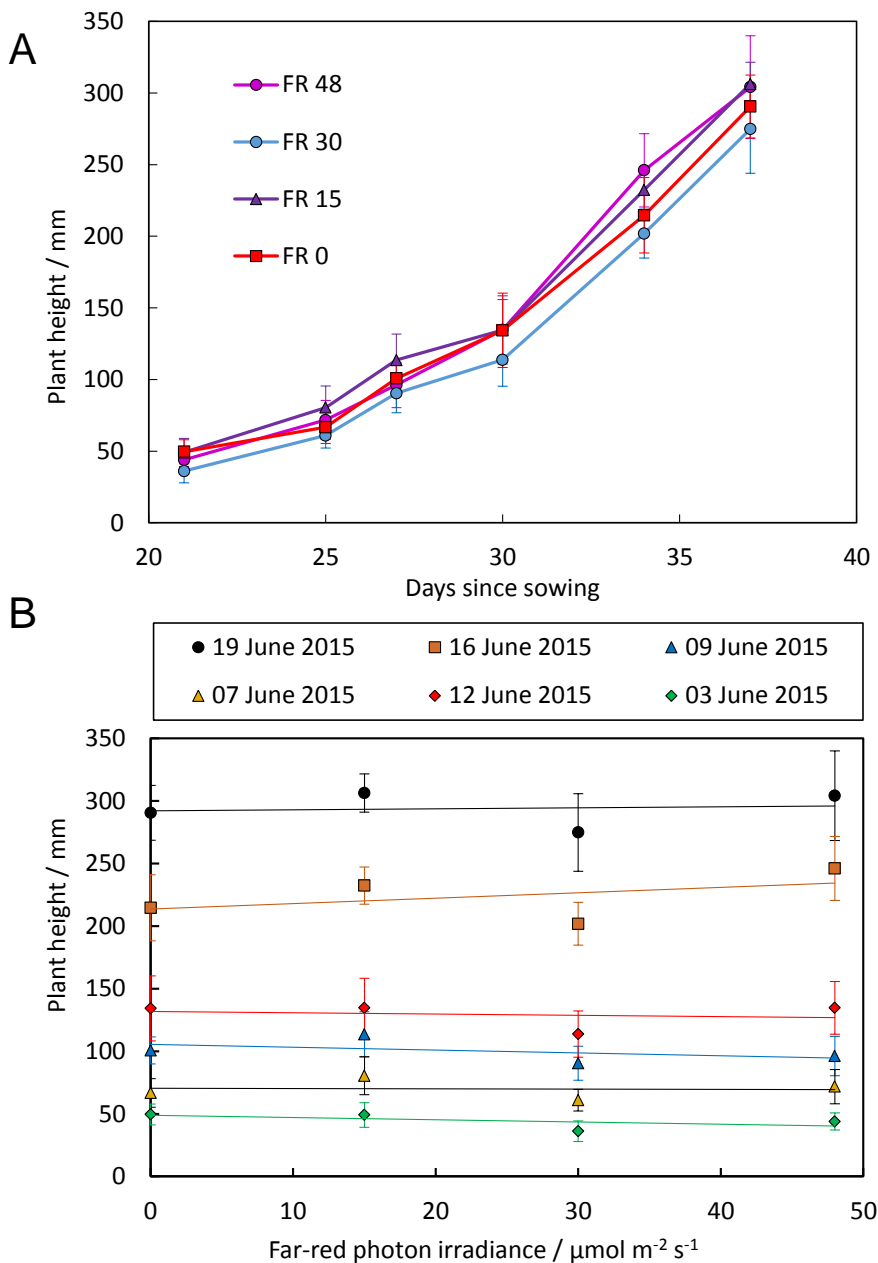 A
350
300
250
200
150
100
50
0
Plant height / mm
FR 48
FR 30
FR 15
FR 0
20 25 30 35 40
Days since sowing
B
19 June 2015 16 June 2015 09 June 2015
07 June 2015 12 June 2015 03 June 2015
350
300
250
200
150
100
50
0
Plant height / mm
0 10 20 30 40 50
Far-red photon irradiance / μmol m⁻² s⁻¹